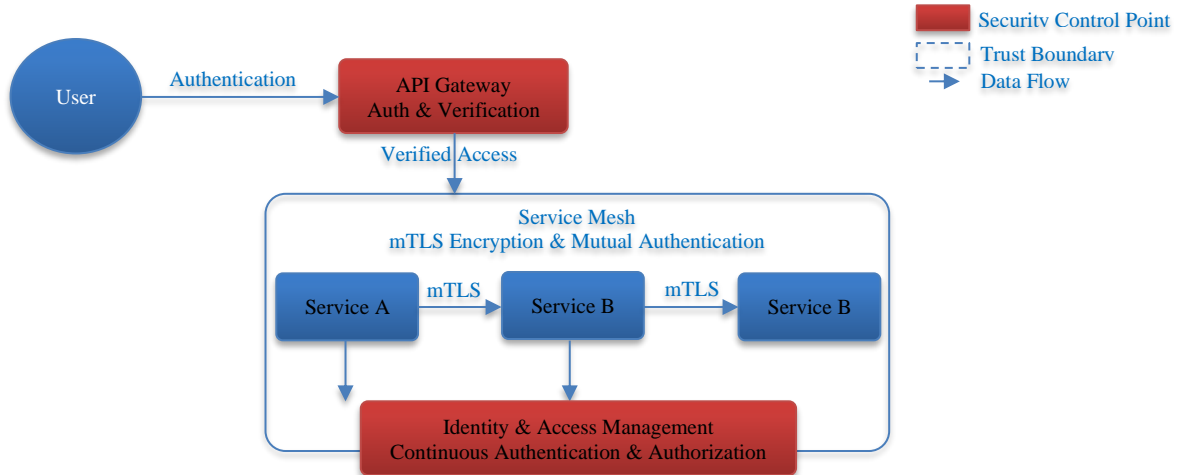 Security Control Point
Trust Boundary
Data Flow
User
Authentication
API Gateway
Auth & Verification
Verified Access
Service Mesh
mTLS Encryption & Mutual Authentication
Service A
mTLS
Service B
mTLS
Service B
Identity & Access Management
Continuous Authentication & Authorization